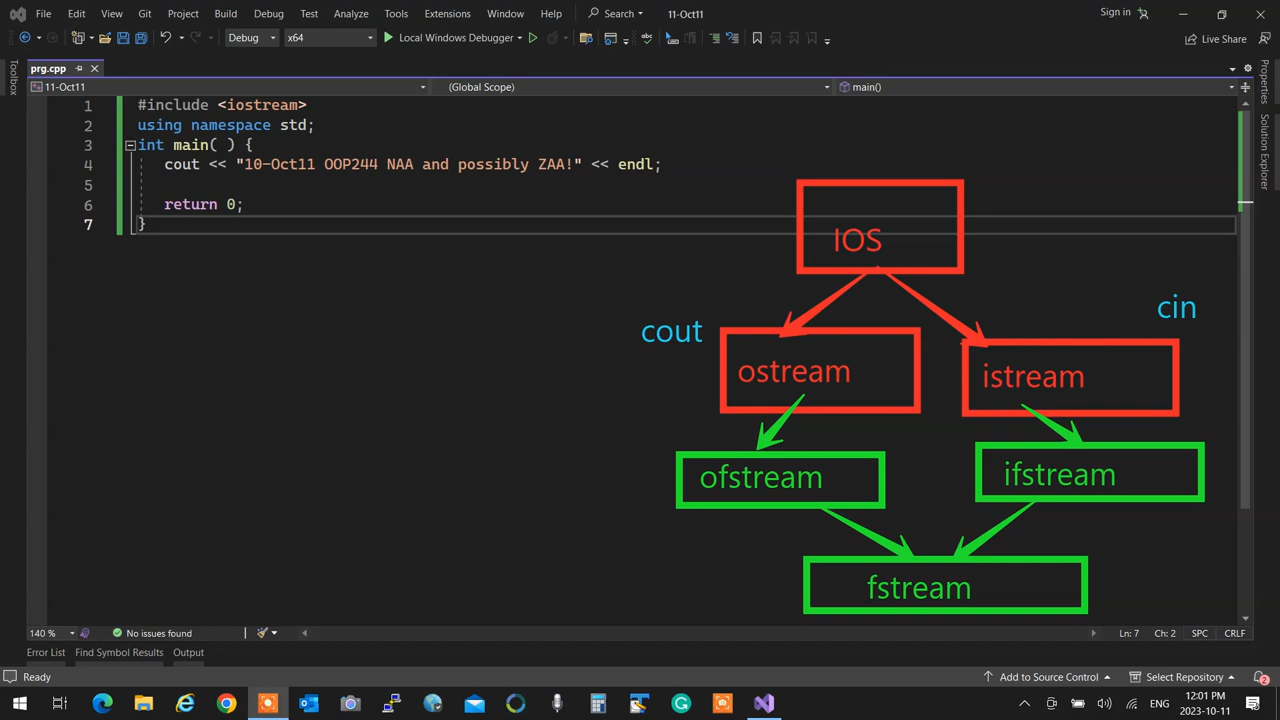 File Edit View Git Project Build Debug Test Analyze Tools Extensions Window Help Search 11-Oct11 Sign in
Debug x64 Local Windows Debugger Live Share
Toolbox
prg.cpp
11-Oct11 (Global Scope) main()
1 #include <iostream>
2 using namespace std;
3 int main( ) {
4 cout << "10-Oct11 OOP244 NAA and possibly ZAA!" << endl;
5
6 return 0;
7 }
IOS
cout
cin
ostream
istream
ofstream
ifstream
fstream
Properties
Solution Explorer
140 % No issues found Ln: 7 Ch: 2 SPC CRLF
Error List Find Symbol Results Output
Ready Add to Source Control Select Repository 2
ENG 12:01 PM
2023-10-11 2